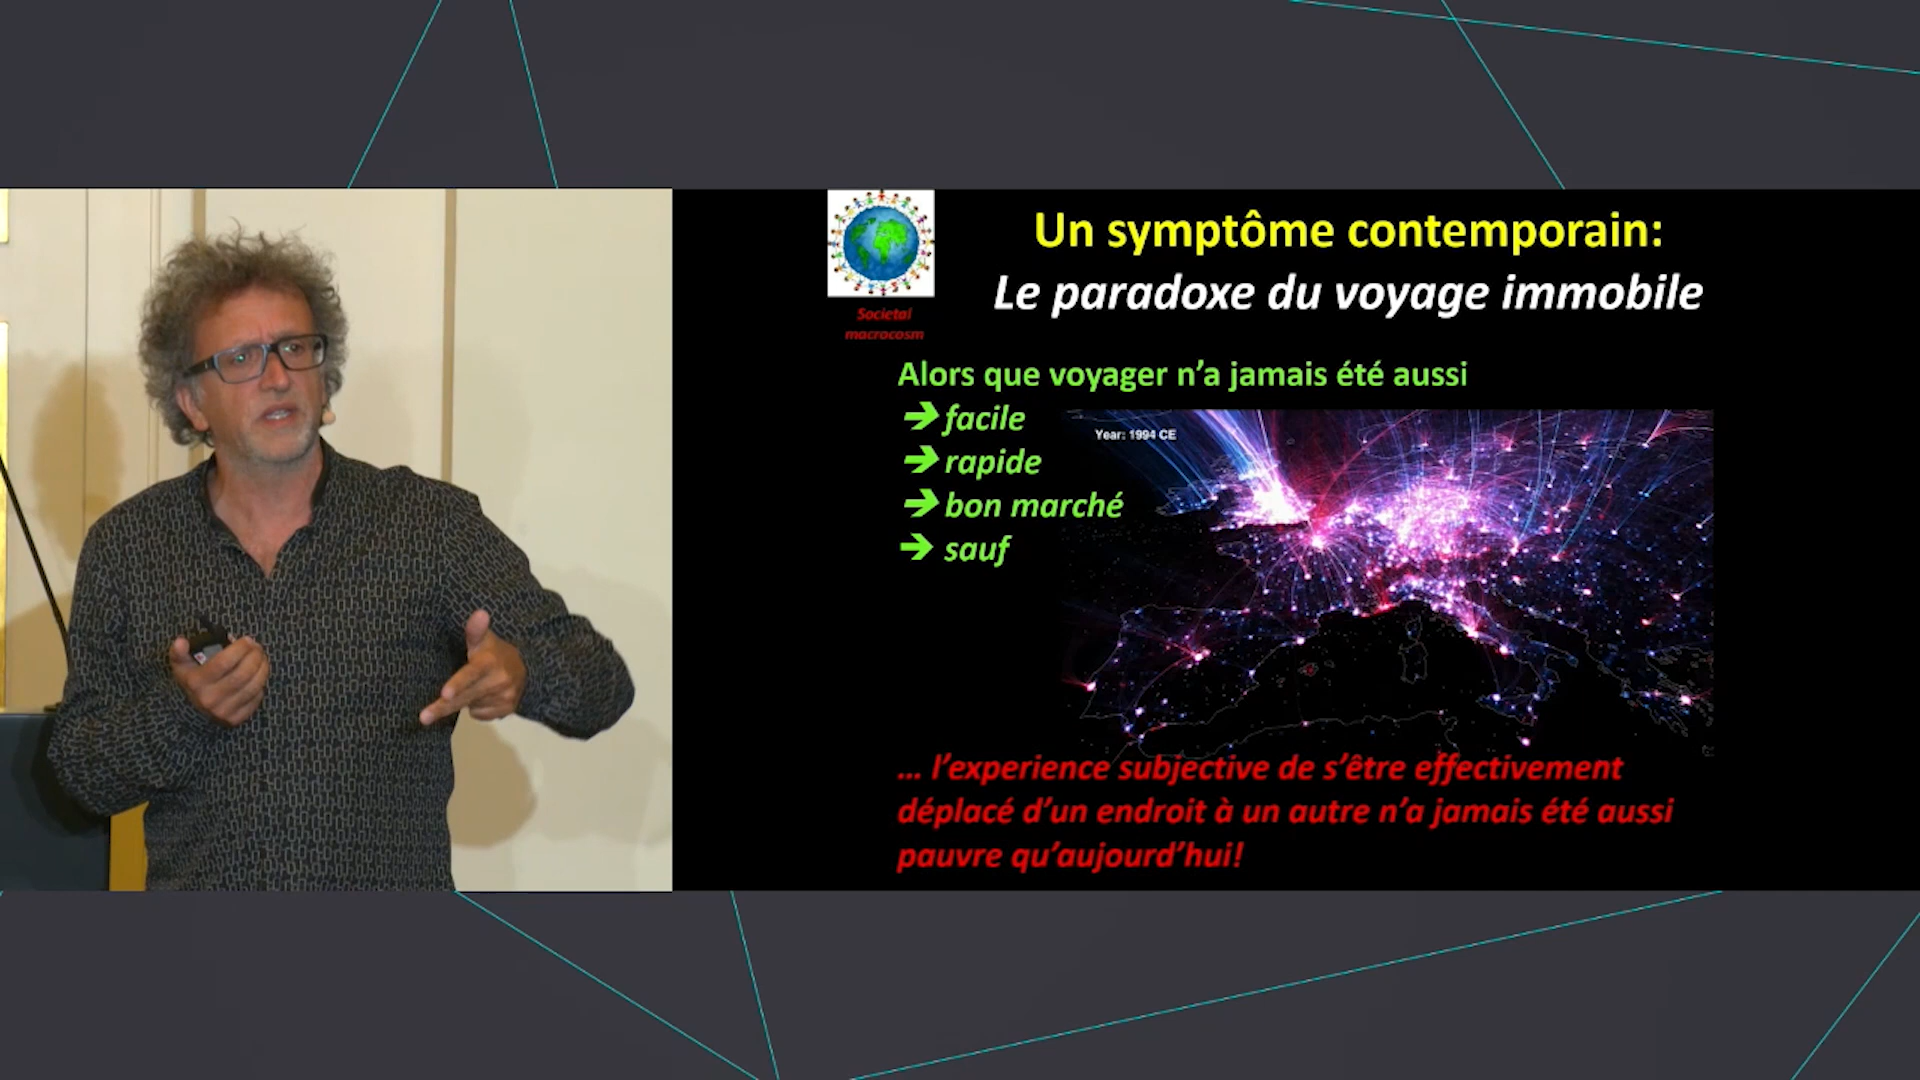 Un symptôme contemporain:
Le paradoxe du voyage immobile
Societal
macrocosm
Alors que voyager n'a jamais été aussi
➔ facile
➔ rapide
➔ bon marché
➔ sauf
Year: 1994 CE
... l'experience subjective de s'être effectivement
déplacé d'un endroit à un autre n'a jamais été aussi
pauvre qu'aujourd'hui!